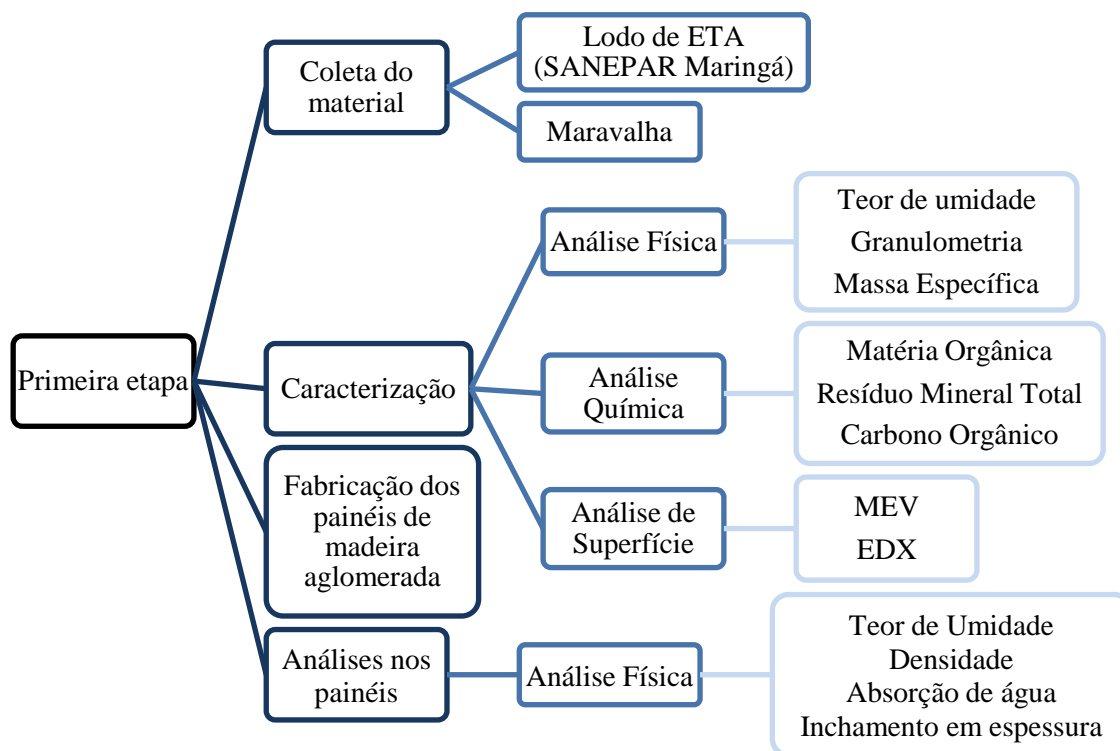 Primeira etapa
Coleta do
material
Lodo de ETA
(SANEPAR Maringá)
Maravalha
Caracterização
Análise Física
Teor de umidade
Granulometria
Massa Específica
Análise
Química
Matéria Orgânica
Resíduo Mineral Total
Carbono Orgânico
Análise de
Superfície
MEV
EDX
Fabricação dos
painéis de
madeira
aglomerada
Análises nos
painéis
Análise Física
Teor de Umidade
Densidade
Absorção de água
Inchamento em espessura